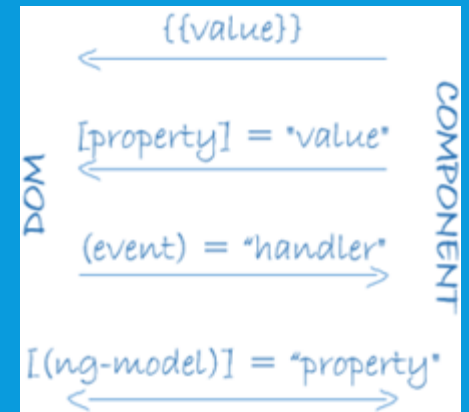 {{value}}
[property] = "value"
DOM
COMPONENT
(event) = "handler"
[(ng-model)] = "property"